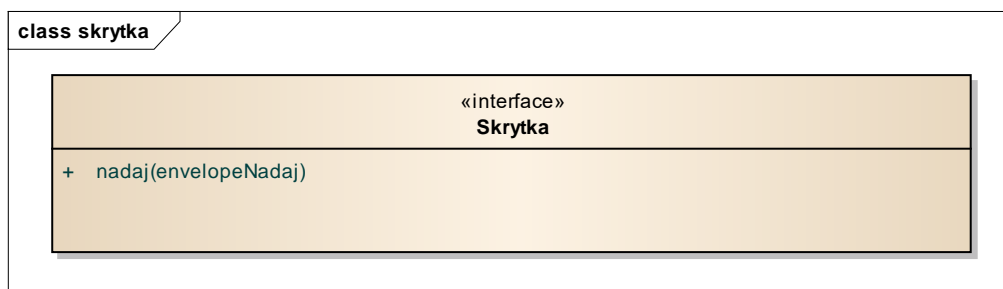 class skrytka
«interface»
Skrytka
+ nadaj(envelopeNadaj)